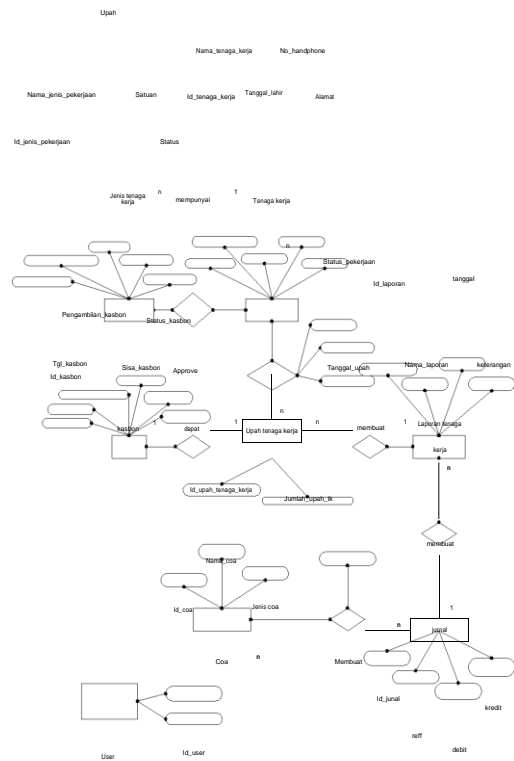 Upah
Nama_tenaga_kerja
No_handphone
Nama_jenis_pekerjaan
Satuan
Id_tenaga_kerja
Tanggal_lahir
Alamat
Id_jenis_pekerjaan
Status
Jenis tenaga
kerja
n
mempunyai
1
Tenaga kerja
n
Status_pekerjaan
Id_laporan
tanggal
Pengambilan_kasbon
Status_kasbon
Tgl_kasbon
Sisa_kasbon
Approve
Id_kasbon
Tanggal_upah
Nama_laporan
keterangan
kasbon
1
dapat
1
n
Upah tenaga kerja
n
membuat
1
Laporan tenaga
kerja
n
Id_upah_tenaga_kerja
Jumlah_upah_tk
membuat
Nama_coa
Id_coa
Jenis coa
1
n
jurnal
Coa
n
Membuat
Id_junal
kredit
reff
debit
User
Id_user